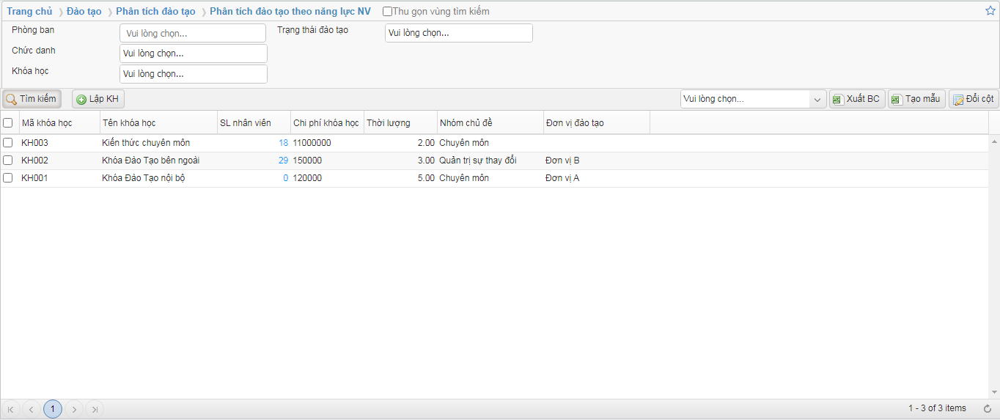 Trang chủ Đào tạo Phân tích đào tạo Phân tích đào tạo theo năng lực NV Thu gọn vùng tìm kiếm
Phòng ban Vui lòng chọn... Trạng thái đào tạo Vui lòng chọn...
Chức danh Vui lòng chọn...
Khóa học Vui lòng chọn...
Tìm kiếm Lập KH Vui lòng chọn... Xuất BC Tạo mẫu Đổi cột
Mã khóa học Tên khóa học SL nhân viên Chi phí khóa học Thời lượng Nhóm chủ đề Đơn vị đào tạo
KH003 Kiến thức chuyên môn 18 11000000 2.00 Chuyên môn
KH002 Khóa Đào Tạo bên ngoài 29 150000 3.00 Quản trị sự thay đổi Đơn vị B
KH001 Khóa Đào Tạo nội bộ 0 120000 5.00 Chuyên môn Đơn vị A
1 1 - 3 of 3 items